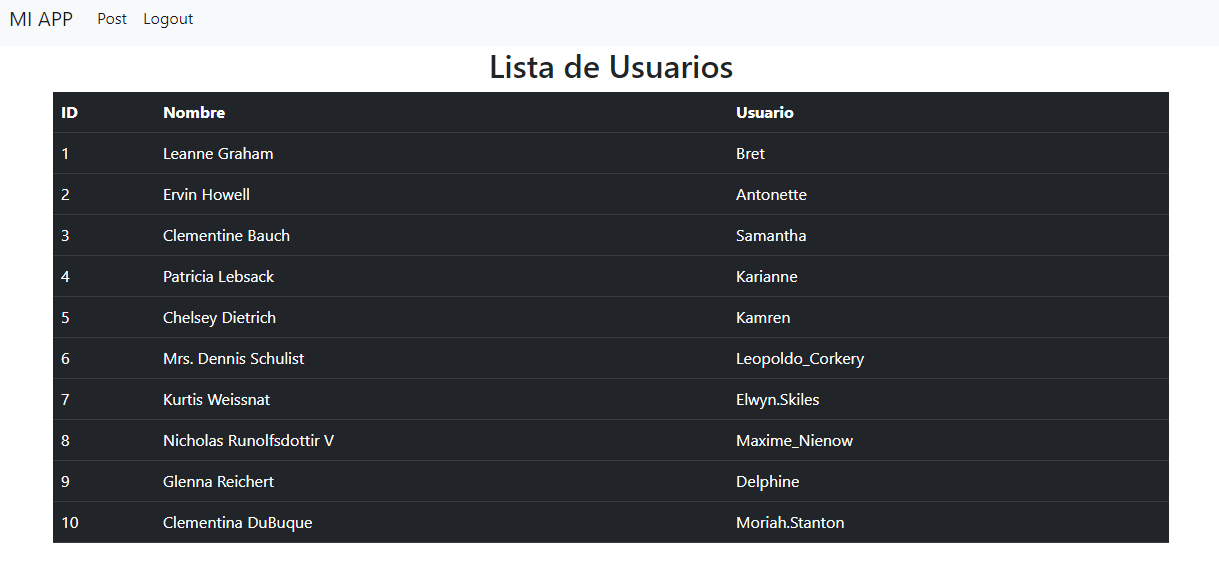 MI APP Post Logout
Lista de Usuarios
ID Nombre Usuario
1 Leanne Graham Bret
2 Ervin Howell Antonette
3 Clementine Bauch Samantha
4 Patricia Lebsack Karianne
5 Chelsey Dietrich Kamren
6 Mrs. Dennis Schulist Leopoldo_Corkery
7 Kurtis Weissnat Elwyn.Skiles
8 Nicholas Runolfsdottir V Maxime_Nienow
9 Glenna Reichert Delphine
10 Clementina DuBuque Moriah.Stanton